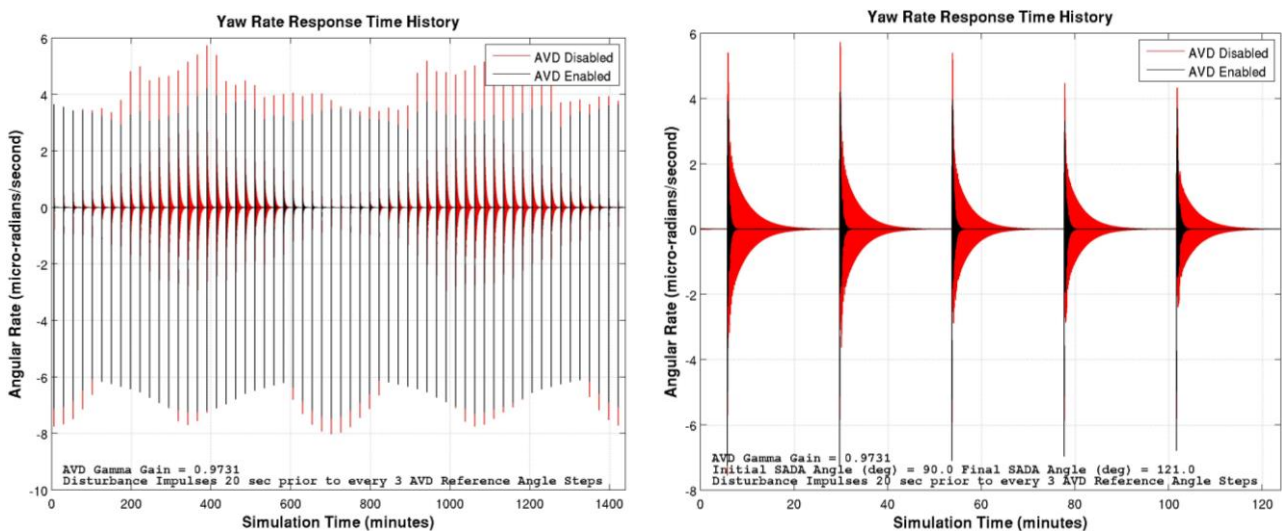 Yaw Rate Response Time History
6
AVD Disabled
AVD Enabled
4
2
0
-2
-4
-6
-8
-10
Angular Rate (micro-radians/second)
AVD Gamma Gain = 0.9731
Disturbance Impulses 20 sec prior to every 3 AVD Reference Angle Steps
0 200 400 600 800 1000 1200 1400
Simulation Time (minutes)
Yaw Rate Response Time History
6
AVD Disabled
AVD Enabled
4
2
0
-2
-4
-6
-8
Angular Rate (micro-radians/second)
AVD Gamma Gain = 0.9731
Initial SADA Angle (deg) = 90.0 Final SADA Angle (deg) = 121.0
Disturbance Impulses 20 sec prior to every 3 AVD Reference Angle Steps
0 20 40 60 80 100 120
Simulation Time (minutes)